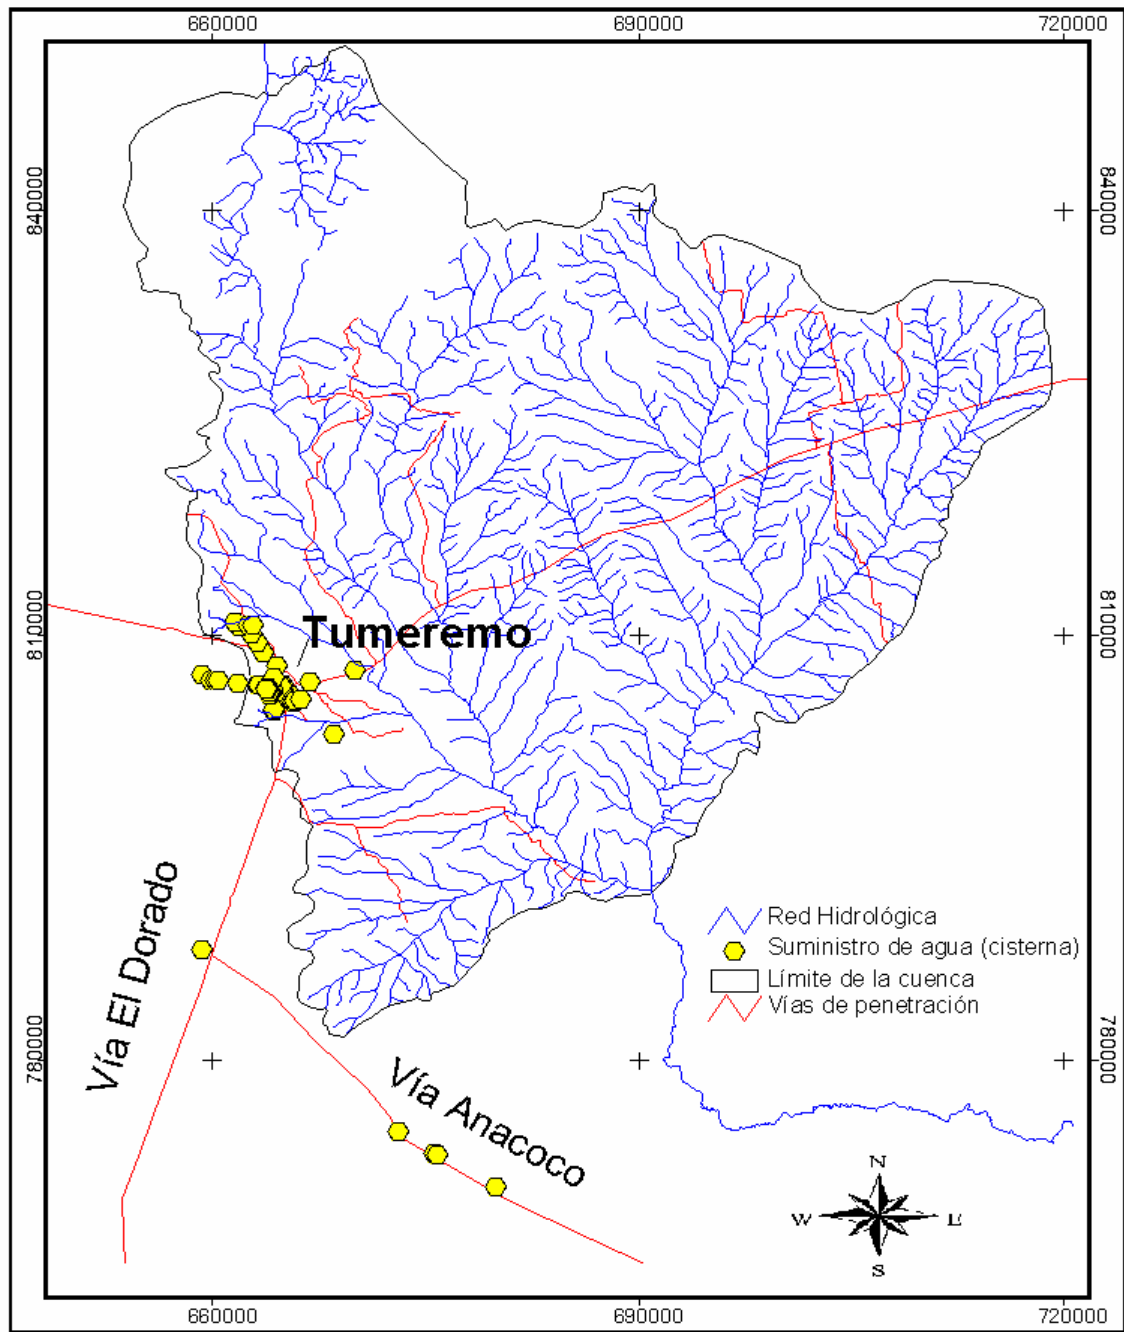 660000 690000 720000
840000 840000
810000 810000
Tumeremo
Red Hidrológica
Suministro de agua (cisterna)
Límite de la cuenca
Vías de penetración
Vía El Dorado
780000 780000
Vía Anacoco
N
W E
S
660000 690000 720000